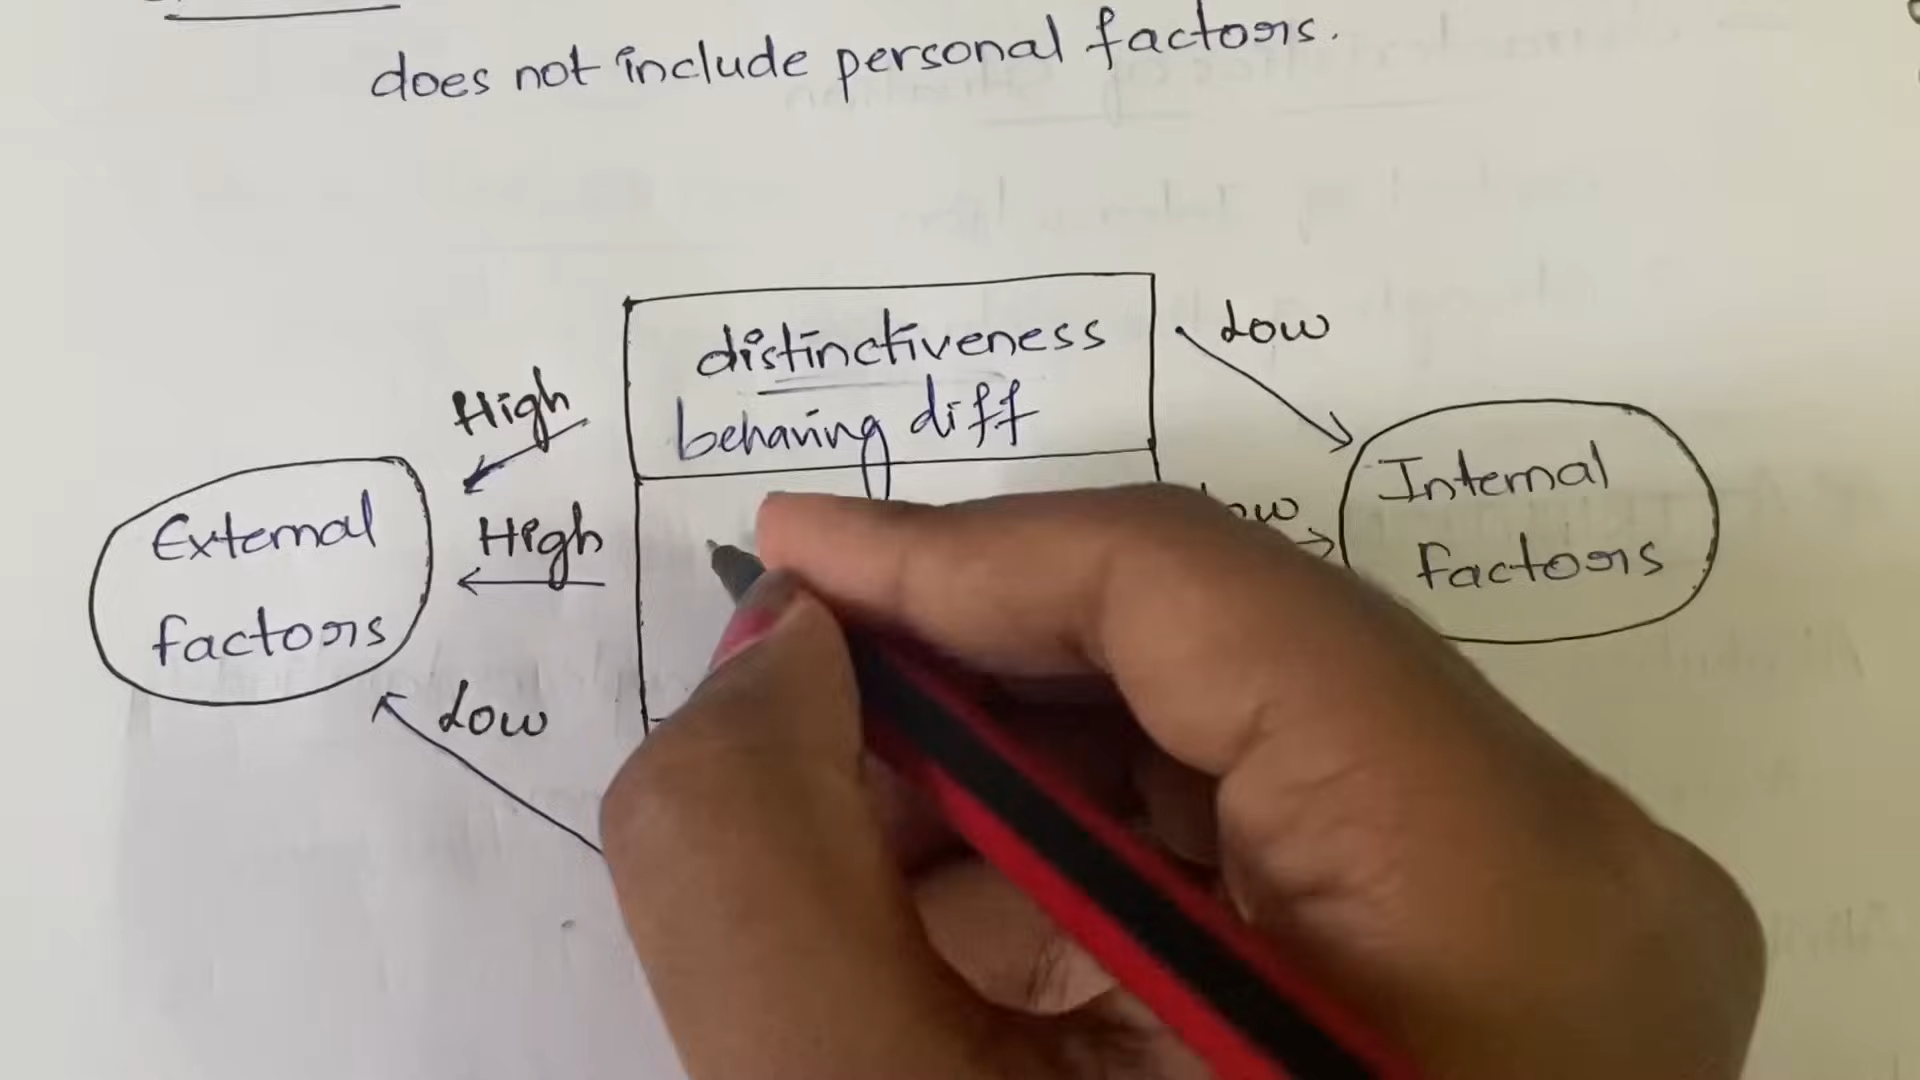 does not include personal factors.
distinctiveness
behaving diff
High
Low
High
External
factors
Low
Internal
factors